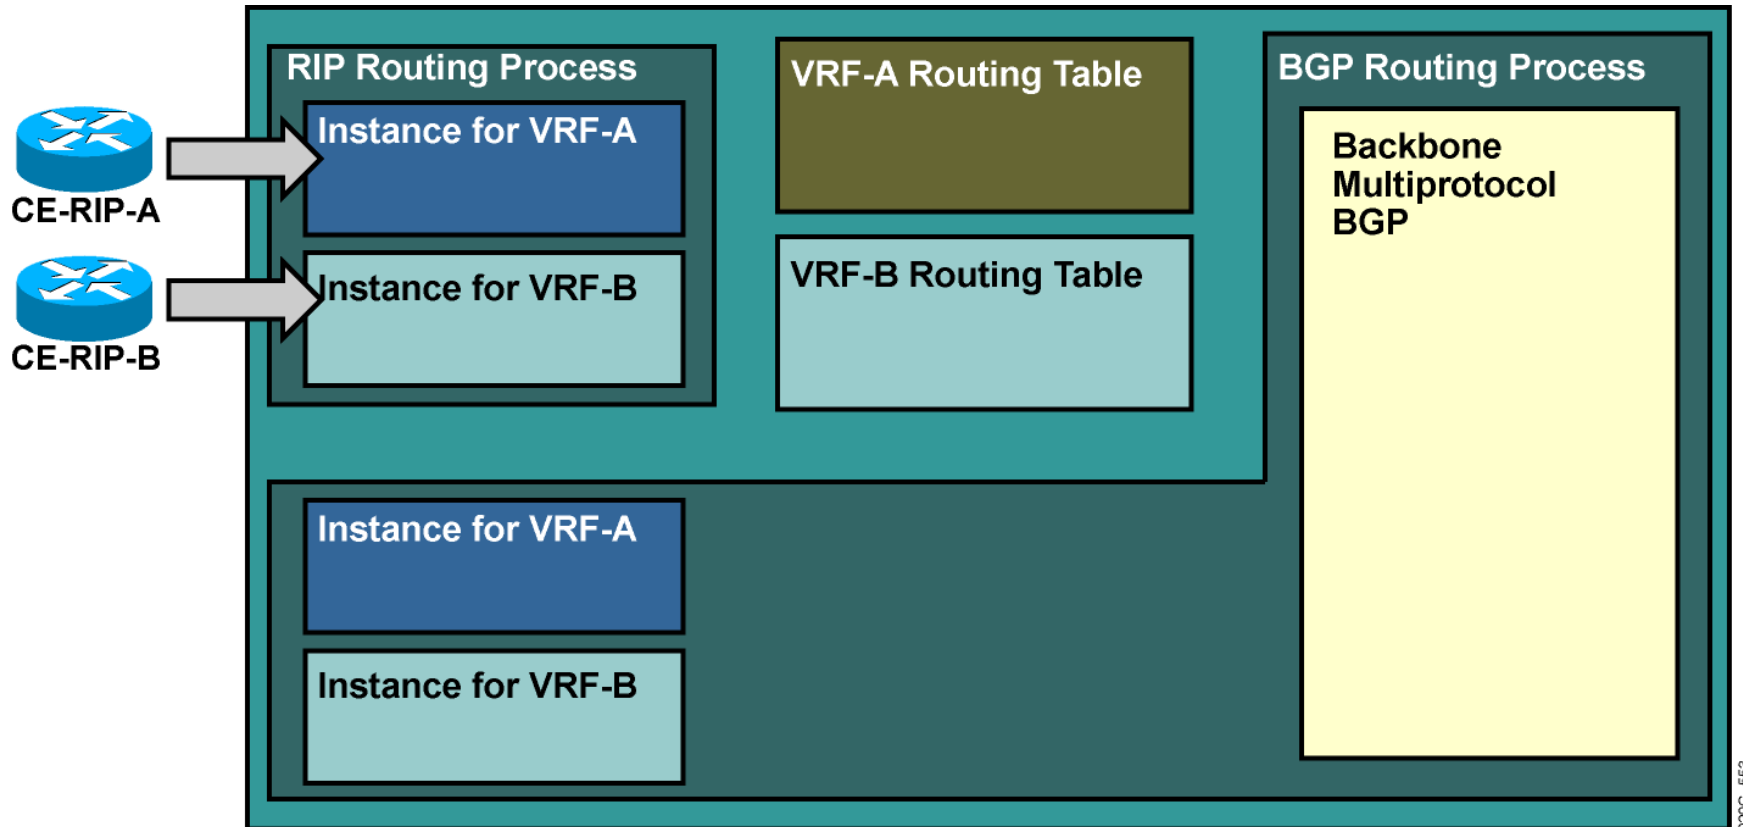 RIP Routing Process
Instance for VRF-A
Instance for VRF-B
CE-RIP-A
CE-RIP-B
VRF-A Routing Table
VRF-B Routing Table
BGP Routing Process
Backbone
Multiprotocol
BGP
Instance for VRF-A
Instance for VRF-B